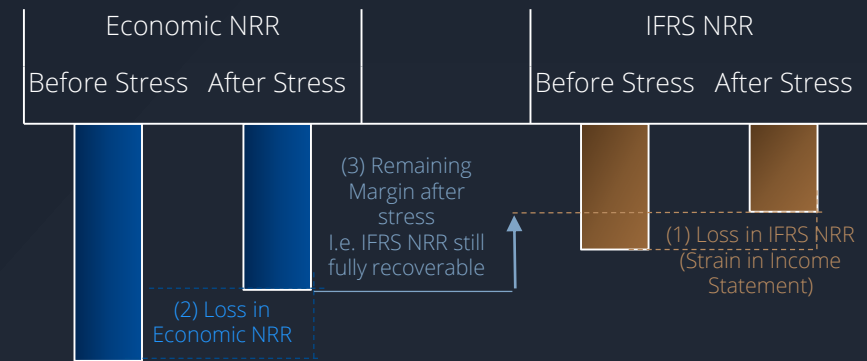 Economic NRR
IFRS NRR
Before Stress
After Stress
Before Stress
After Stress
(3) Remaining
Margin after
stress
I.e. IFRS NRR still
fully recoverable
(1) Loss in IFRS NRR
(Strain in Income
Statement)
(2) Loss in
Economic NRR